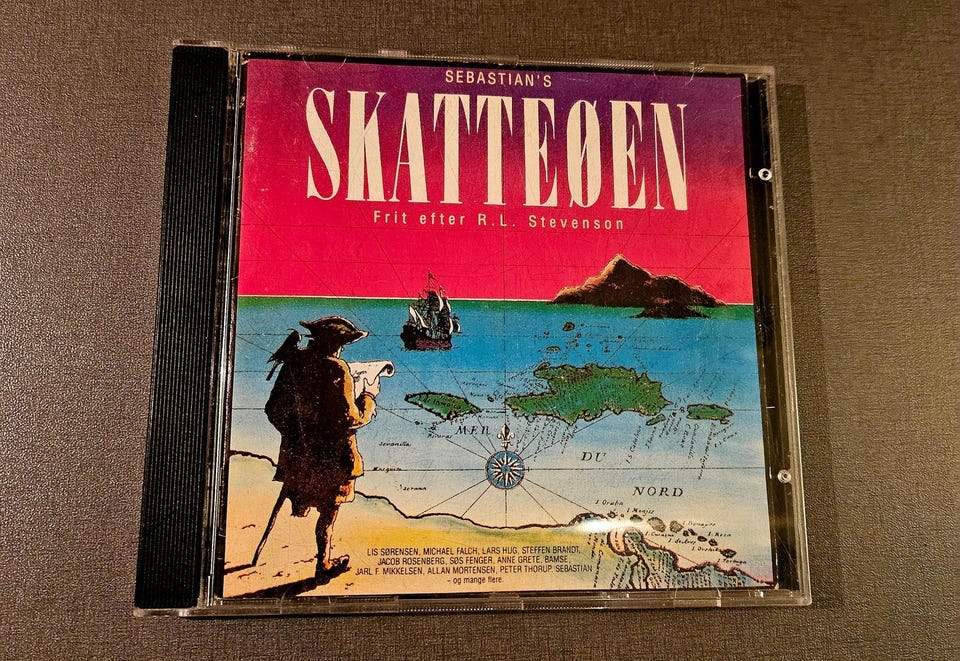 SEBASTIAN'S
SKATTEØEN
Frit efter R.L. Stevenson
MER
DU
NORD
I. Oruba
LIS SØRENSEN, MICHAEL FALCH, LARS HUG, STEFFEN BRANDT,
JACOB ROSENBERG, SØS FENGER, ANNE GRETE, BAMSE,
JARL F. MIKKELSEN, ALLAN MORTENSEN, PETER THORUP, SEBASTIAN
- og mange flere.